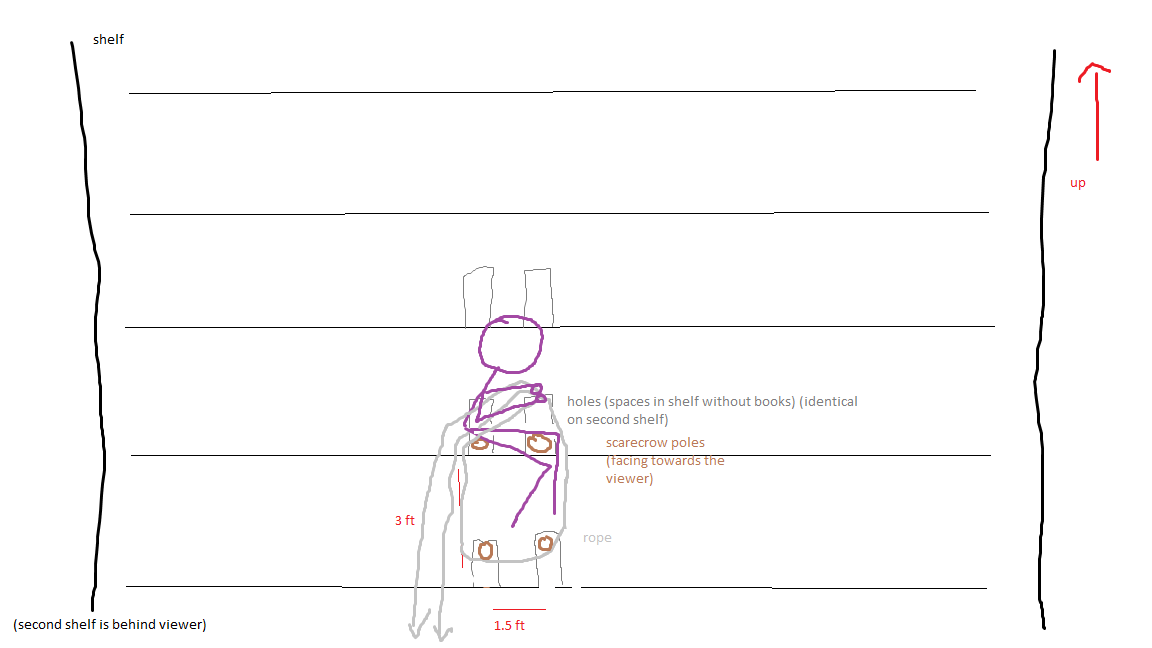 shelf
up
holes (spaces in shelf without books) (identical
on second shelf)
scarecrow poles
(facing towards the
viewer)
3 ft
rope
(second shelf is behind viewer)
1.5 ft